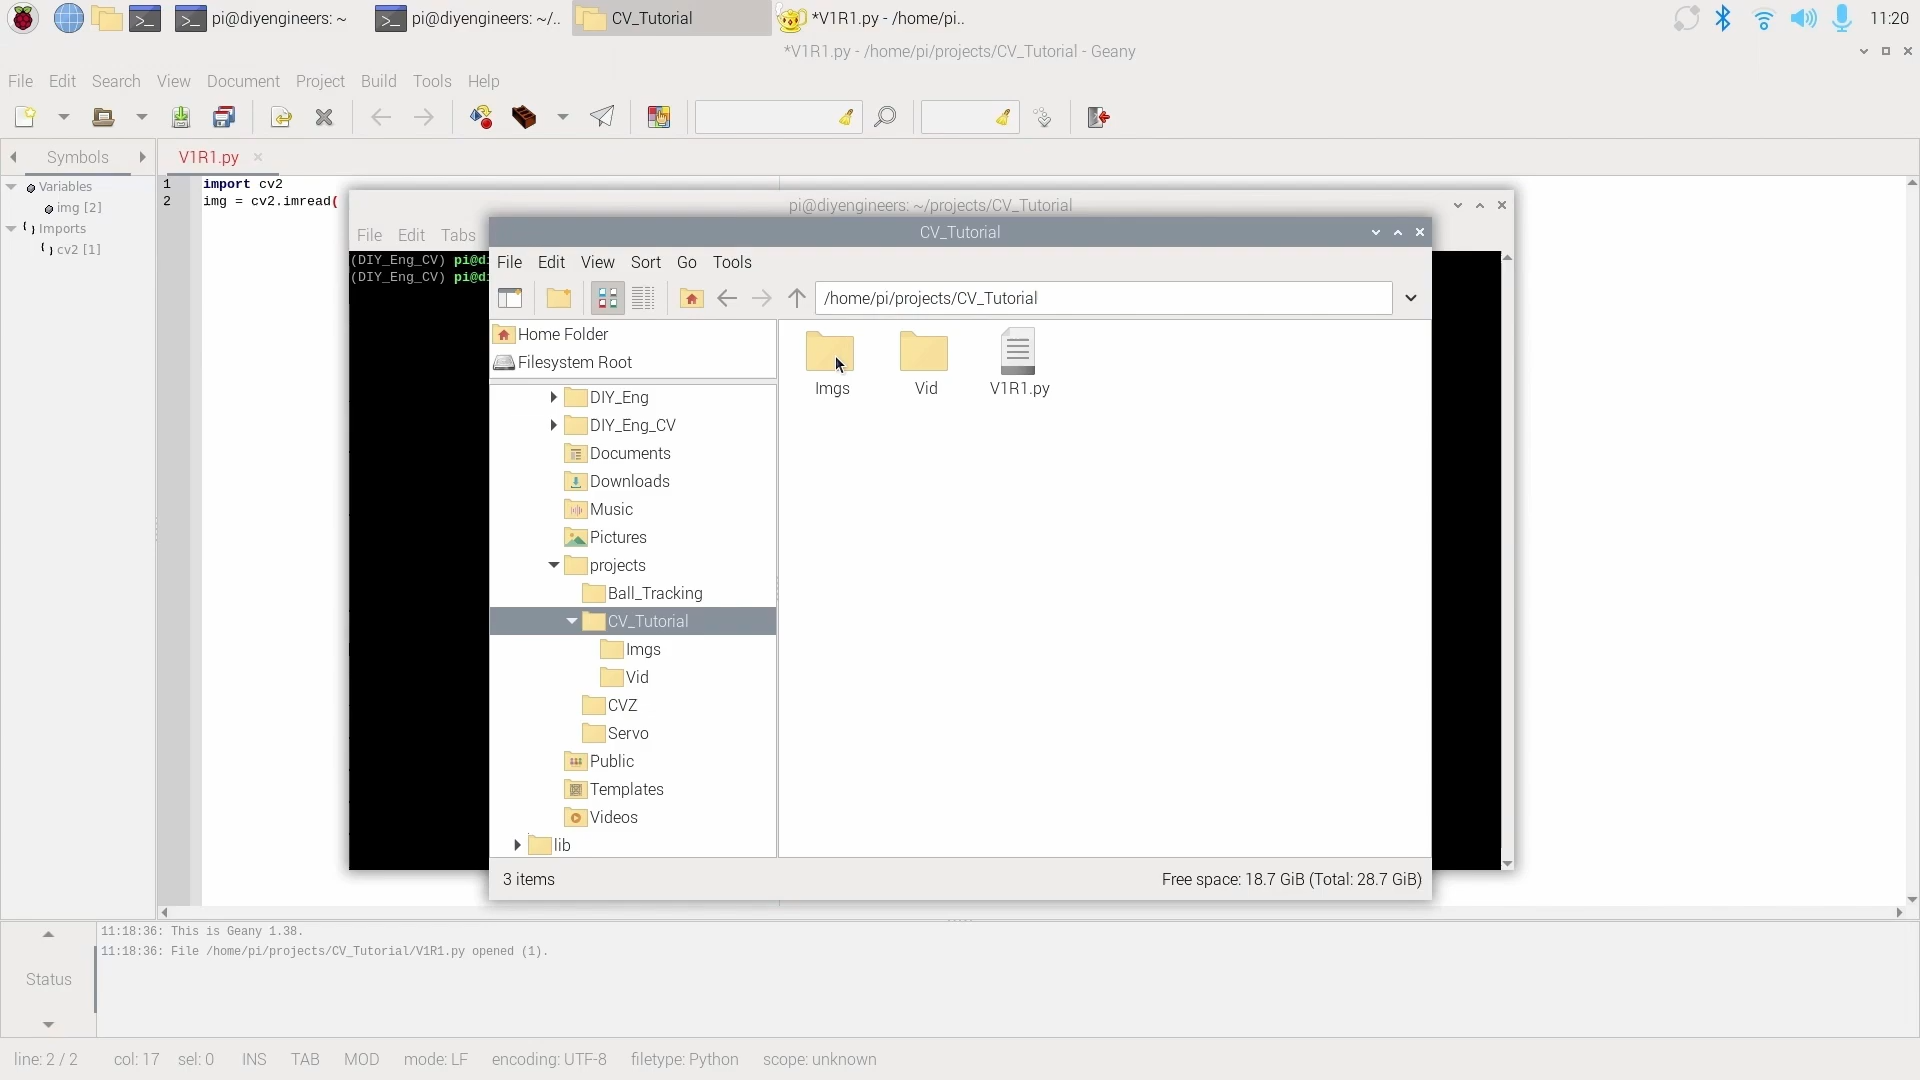 pi@diyengineers: ~
pi@diyengineers: ~/..
CV_Tutorial
*V1R1.py - /home/pi..
11:20
*V1R1.py - /home/pi/projects/CV_Tutorial - Geany
File Edit Search View Document Project Build Tools Help
Symbols
V1R1.py
Variables
img [2]
Imports
cv2 [1]
1 import cv2
2 img = cv2.imread(
pi@diyengineers: ~/projects/CV_Tutorial
File Edit Tabs
(DIY_Eng_CV) pi@d
(DIY_Eng_CV) pi@d
CV_Tutorial
File Edit View Sort Go Tools
/home/pi/projects/CV_Tutorial
Home Folder
Filesystem Root
DIY_Eng
DIY_Eng_CV
Documents
Downloads
Music
Pictures
projects
Ball_Tracking
CV_Tutorial
Imgs
Vid
CVZ
Servo
Public
Templates
Videos
lib
Imgs
Vid
V1R1.py
3 items
Free space: 18.7 GiB (Total: 28.7 GiB)
Status
11:18:36: This is Geany 1.38.
11:18:36: File /home/pi/projects/CV_Tutorial/V1R1.py opened (1).
line: 2 / 2 col: 17 sel: 0 INS TAB MOD mode: LF encoding: UTF-8 filetype: Python scope: unknown